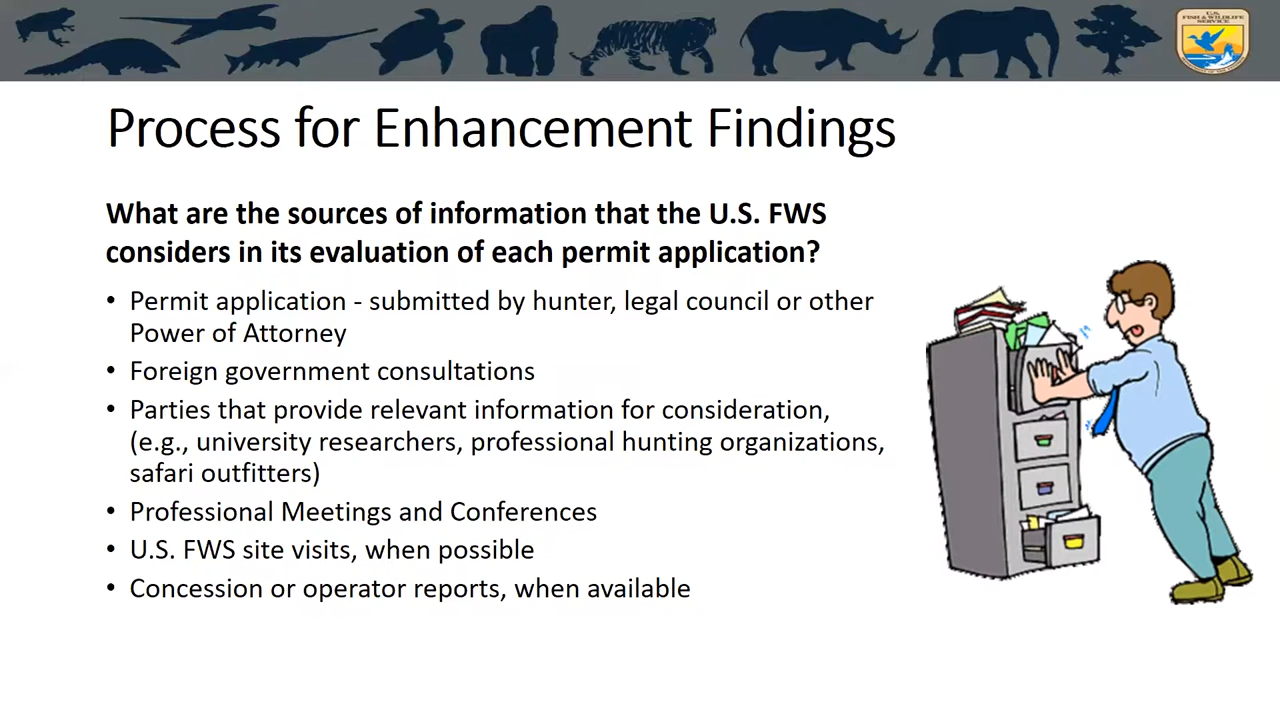 U.S.
FISH & WILDLIFE
SERVICE
Process for Enhancement Findings
What are the sources of information that the U.S. FWS
considers in its evaluation of each permit application?
• Permit application - submitted by hunter, legal council or other
Power of Attorney
• Foreign government consultations
• Parties that provide relevant information for consideration,
(e.g., university researchers, professional hunting organizations,
safari outfitters)
• Professional Meetings and Conferences
• U.S. FWS site visits, when possible
• Concession or operator reports, when available